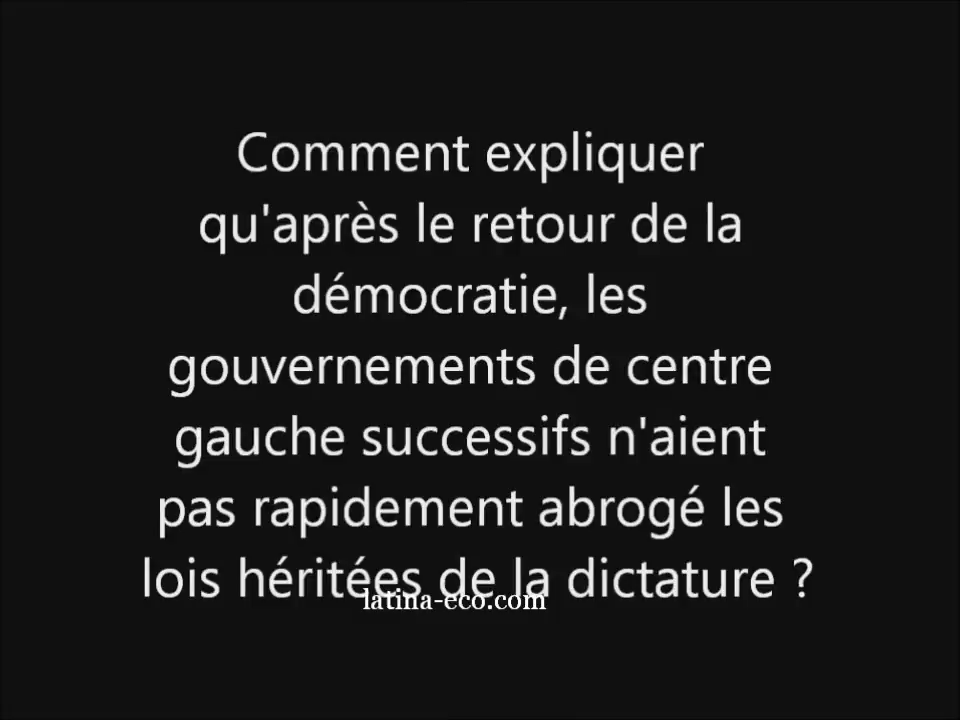 Comment expliquer
qu'après le retour de la
démocratie, les
gouvernements de centre
gauche successifs n'aient
pas rapidement abrogé les
lois héritées de la dictature ?
latina-eco.com